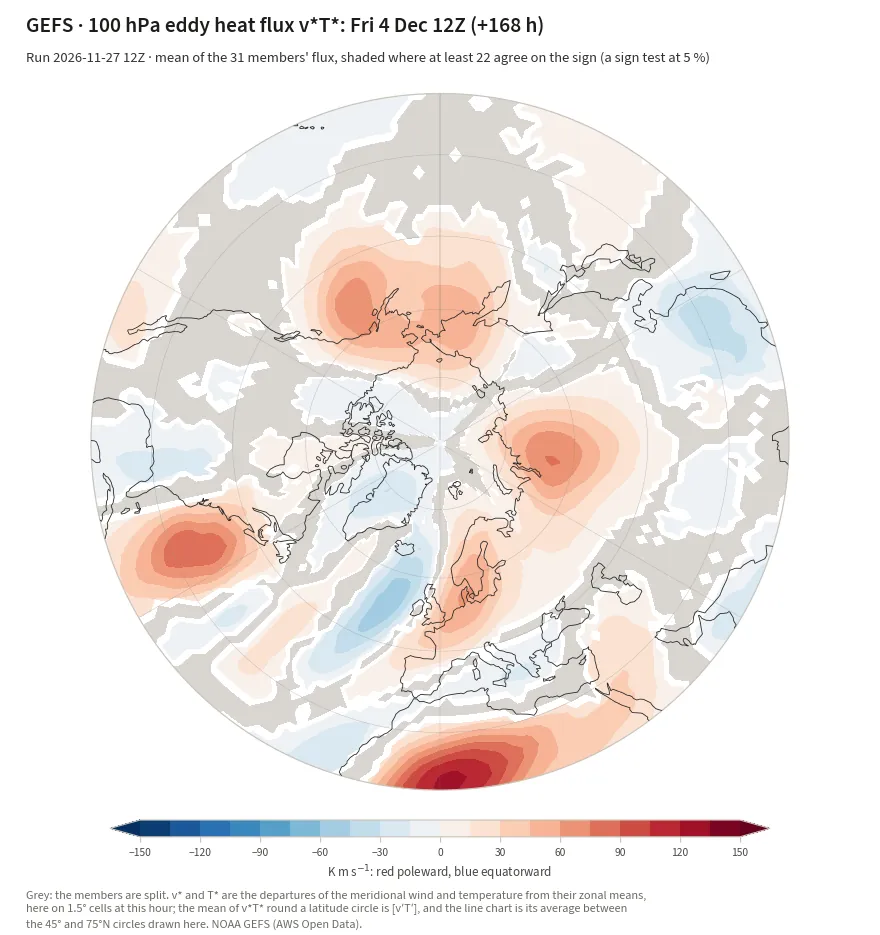 GEFS · 100 hPa eddy heat flux v*T*: Fri 4 Dec 12Z (+168 h)
Run 2026-11-27 12Z · mean of the 31 members' flux, shaded where at least 22 agree on the sign (a sign test at 5 %)
−150 −120 −90 −60 −30 0 30 60 90 120 150
K m s⁻¹: red poleward, blue equatorward
Grey: the members are split. v* and T* are the departures of the meridional wind and temperature from their zonal means,
here on 1.5° cells at this hour; the mean of v*T* round a latitude circle is [v'T'], and the line chart is its average between
the 45° and 75°N circles drawn here. NOAA GEFS (AWS Open Data).